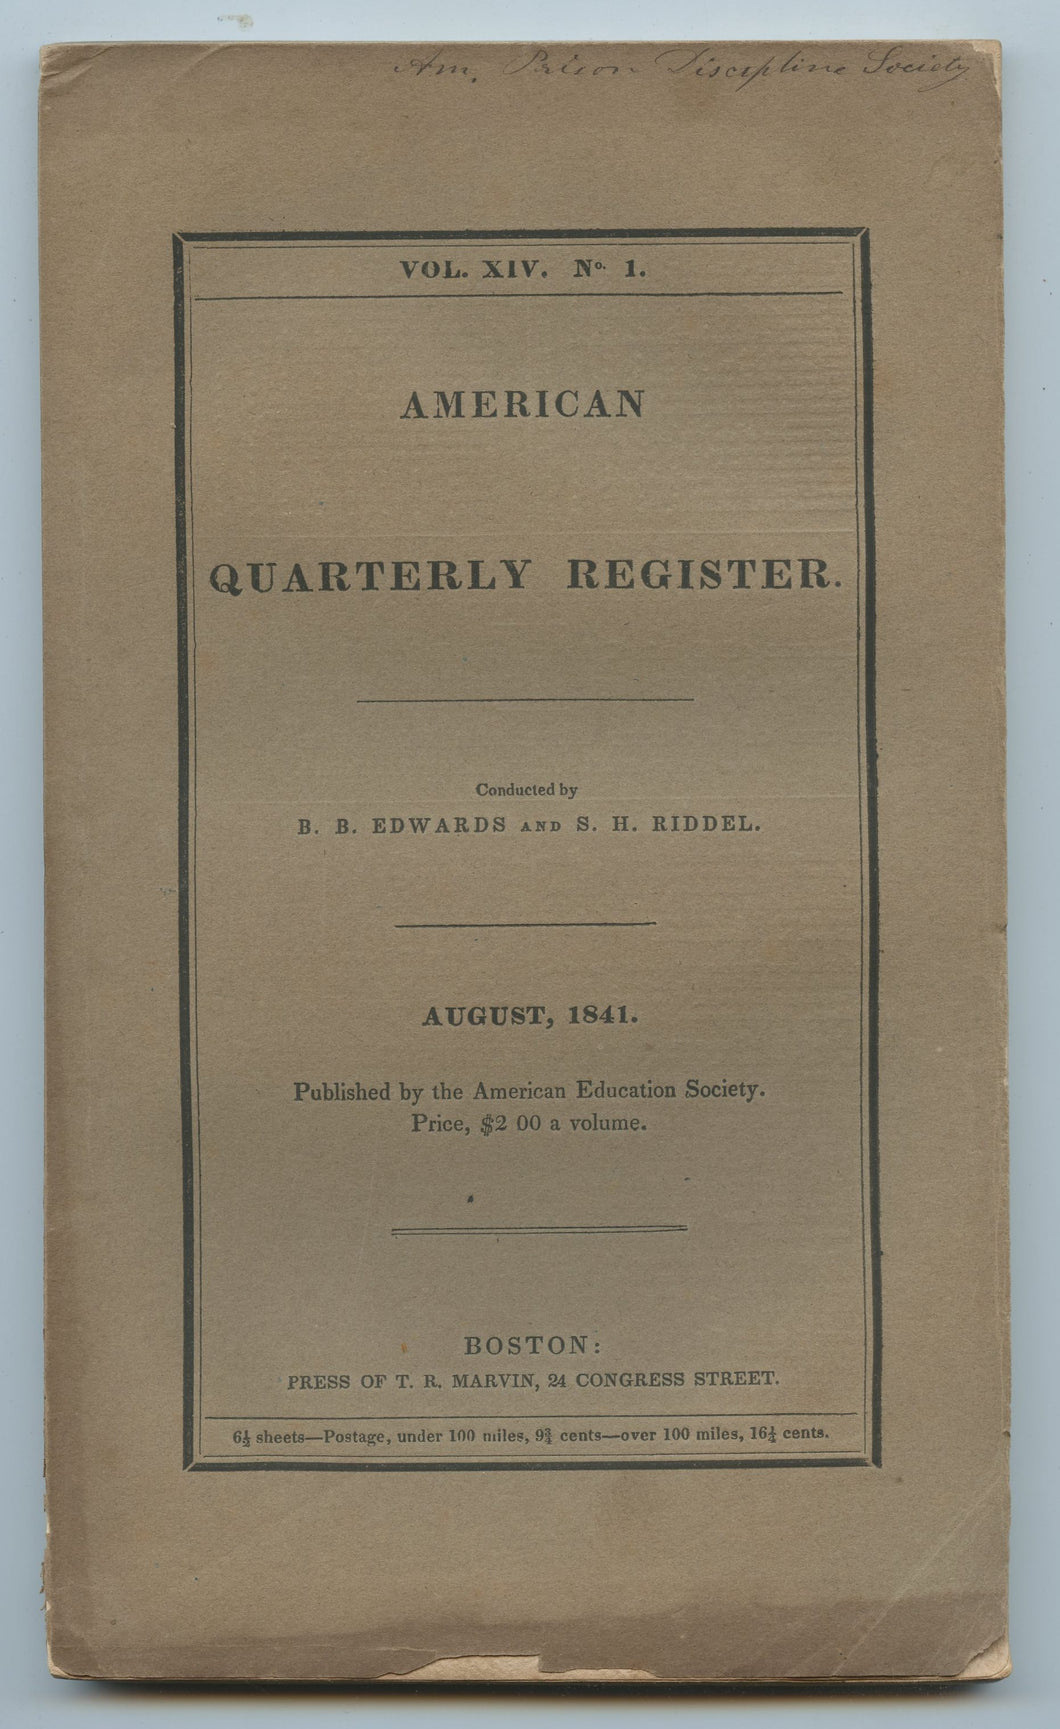 Am. Prison Discipline Society
VOL. XIV. No. 1.
AMERICAN
QUARTERLY REGISTER.
Conducted by
B. B. EDWARDS AND S. H. RIDDEL.
AUGUST, 1841.
Published by the American Education Society.
Price, $2 00 a volume.
BOSTON:
PRESS OF T. R. MARVIN, 24 CONGRESS STREET.
6½ sheets—Postage, under 100 miles, 9¾ cents—over 100 miles, 16¼ cents.